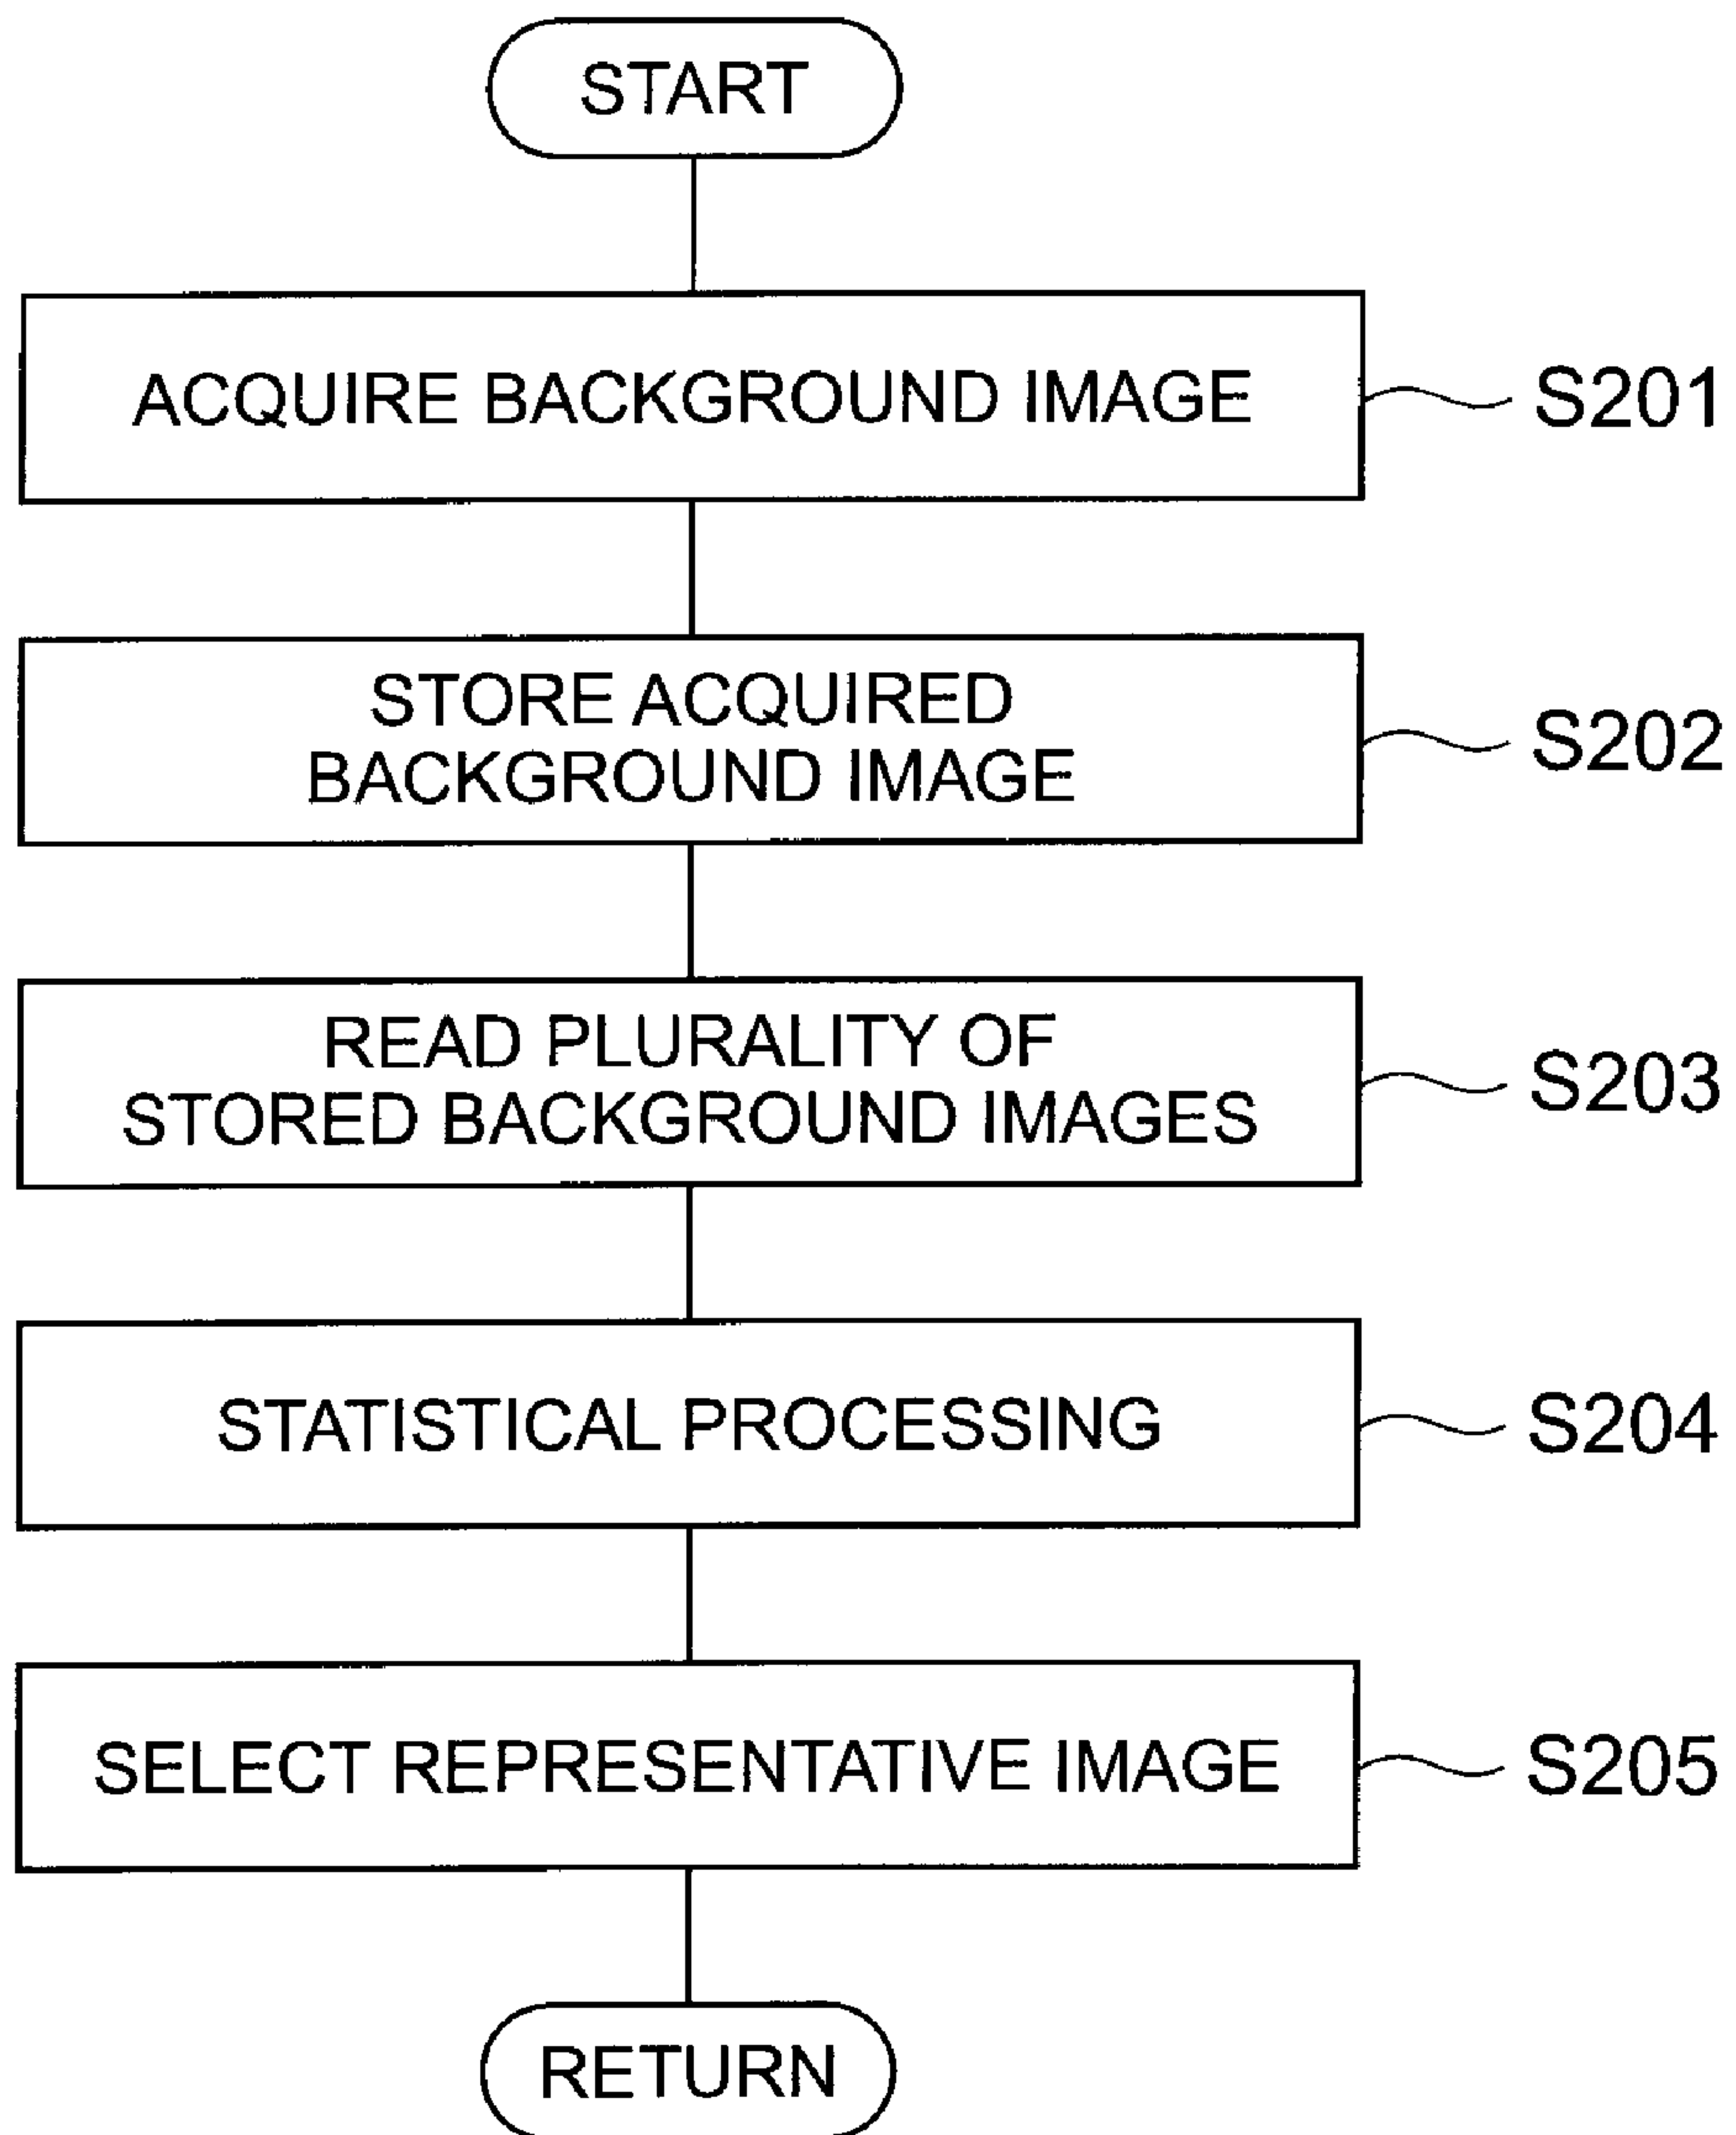 START
ACQUIRE BACKGROUND IMAGE
S201
STORE ACQUIRED
BACKGROUND IMAGE
S202
READ PLURALITY OF
STORED BACKGROUND IMAGES
S203
STATISTICAL PROCESSING
S204
SELECT REPRESENTATIVE IMAGE
S205
RETURN